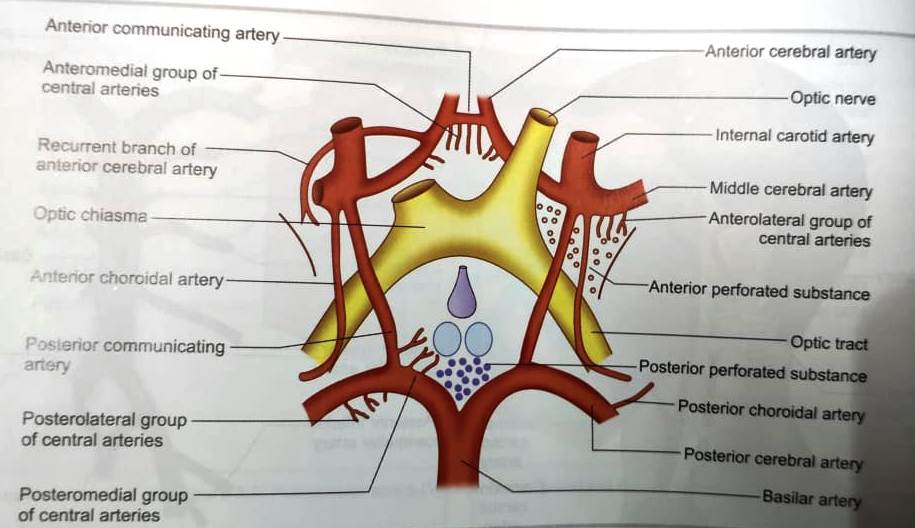 Anterior communicating artery
Anteromedial group of
central arteries
Recurrent branch of
anterior cerebral artery
Optic chiasma
Anterior choroidal artery
Posterior communicating
artery
Posterolateral group
of central arteries
Posteromedial group
of central arteries
Anterior cerebral artery
Optic nerve
Internal carotid artery
Middle cerebral artery
Anterolateral group of
central arteries
Anterior perforated substance
Optic tract
Posterior perforated substance
Posterior choroidal artery
Posterior cerebral artery
Basilar artery